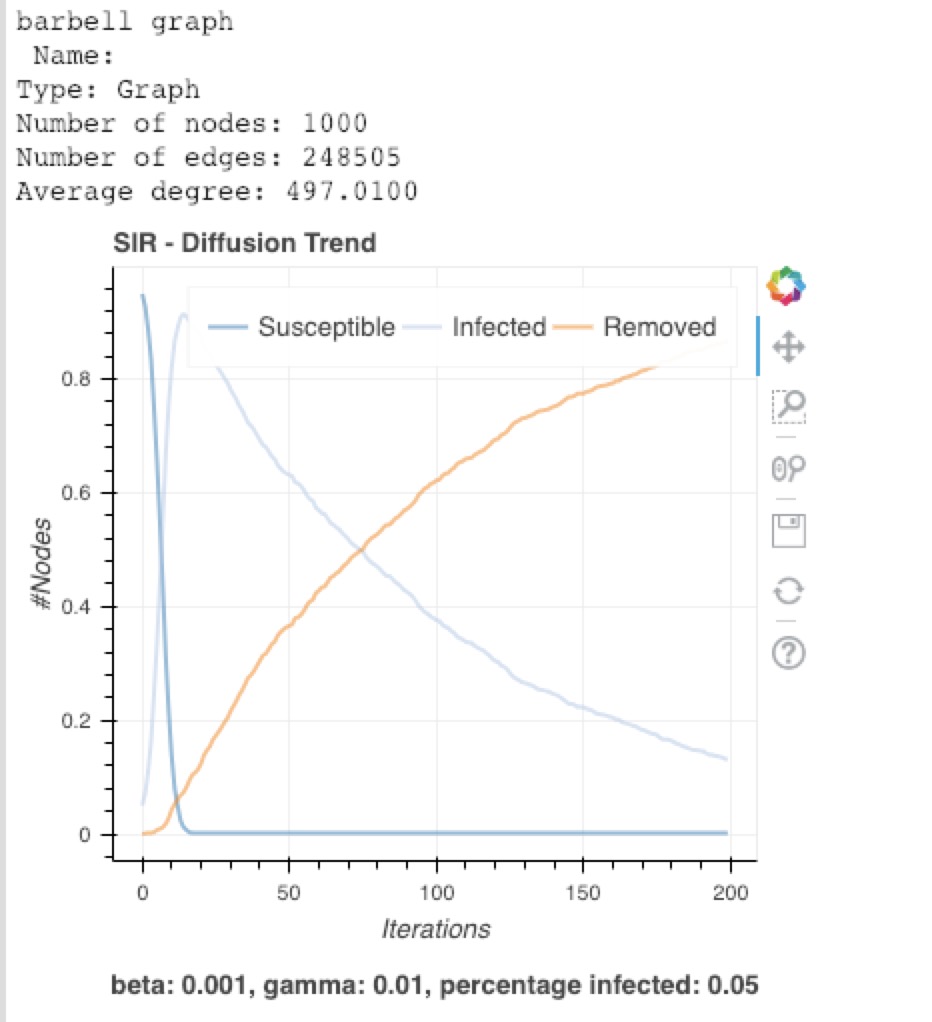 barbell graph
Name:
Type: Graph
Number of nodes: 1000
Number of edges: 248505
Average degree: 497.0100
SIR - Diffusion Trend
Susceptible Infected Removed
0.8
0.6
0.4
0.2
0
#Nodes
0 50 100 150 200
Iterations
beta: 0.001, gamma: 0.01, percentage infected: 0.05